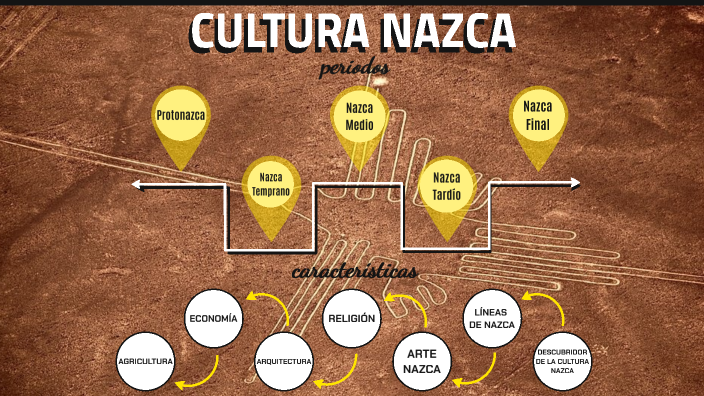 CULTURA NAZCA
periodos
Protonazca
Nazca
Temprano
Nazca
Medio
Nazca
Tardío
Nazca
Final
características
AGRICULTURA
ECONOMÍA
ARQUITECTURA
RELIGIÓN
ARTE
NAZCA
LÍNEAS
DE NAZCA
DESCUBRIDOR
DE LA CULTURA
NAZCA